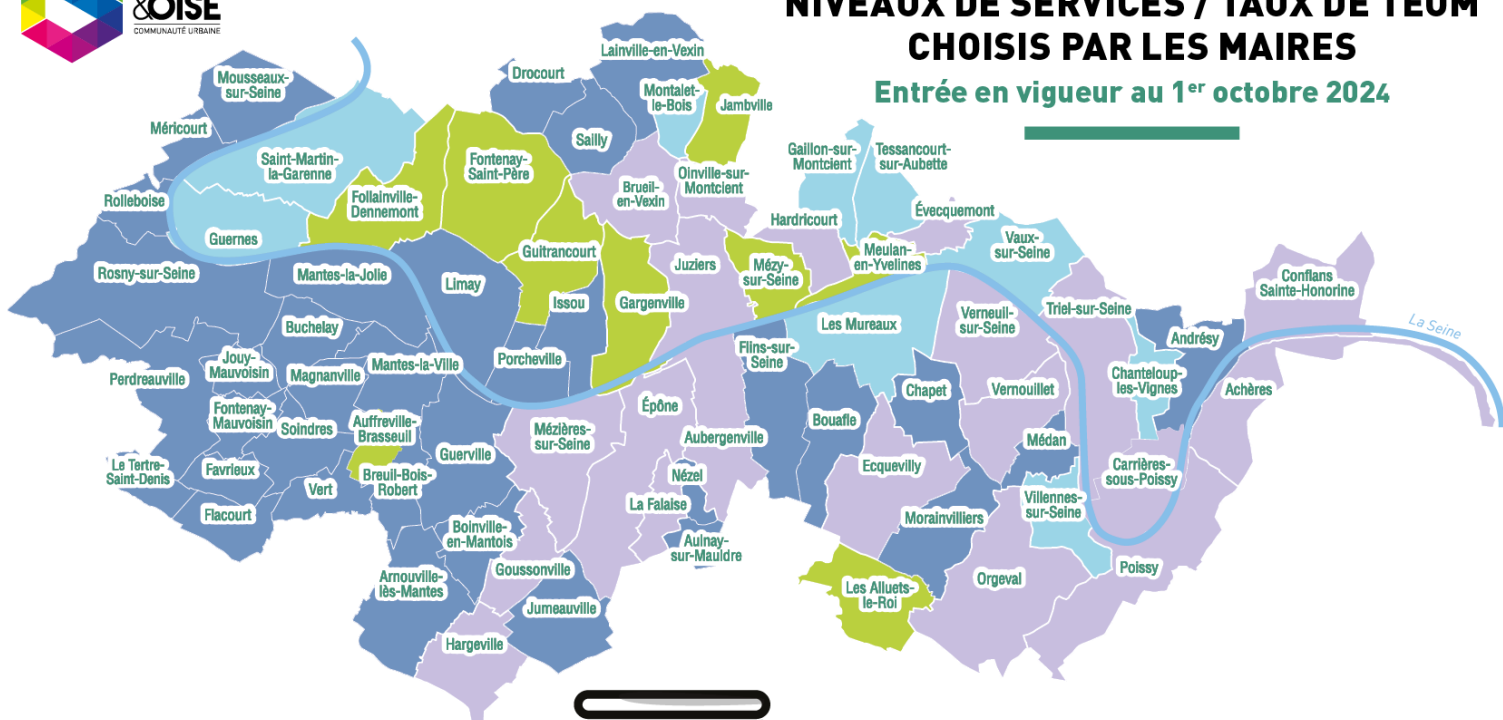 &OISE
COMMUNAUTÉ URBAINE
NIVEAUX DE SERVICES / TAUX DE TEOM
CHOISIS PAR LES MAIRES
Entrée en vigueur au 1er octobre 2024
Lainville-en-Vexin
Drocourt
Mousseaux-
sur-Seine
Montalet-
le-Bois
Jambville
Méricourt
Sailly
Saint-Martin-
la-Garenne
Fontenay-
Saint-Père
Gaillon-sur-
Montcient
Tessancourt-
sur-Aubette
Oinville-sur-
Montcient
Brueil-
en-Vexin
Rolleboise
Follainville-
Dennemont
Hardricourt
Évecquemont
Guernes
Guitrancourt
Meulan-
en-Yvelines
Vaux-
sur-Seine
Rosny-sur-Seine
Mantes-la-Jolie
Limay
Juziers
Mézy-
sur-Seine
Conflans
Sainte-Honorine
Issou
Gargenville
Triel-sur-Seine
Verneuil-
sur-Seine
Les Mureaux
Buchelay
La Seine
Andrésy
Jouy-
Mauvoisin
Magnanville
Mantes-la-Ville
Porcheville
Flins-sur-
Seine
Perdreauville
Chanteloup-
les-Vignes
Achères
Chapet
Vernouillet
Fontenay-
Mauvoisin
Soindres
Auffreville-
Brasseuil
Épône
Mézières-
sur-Seine
Aubergenville
Bouafle
Médan
Guerville
Le Tertre-
Saint-Denis
Favrieux
Vert
Breuil-Bois-
Robert
Nézel
Ecquevilly
Carrières-
sous-Poissy
La Falaise
Villennes-
sur-Seine
Flacourt
Boinville-
en-Mantois
Morainvilliers
Aulnay-
sur-Mauldre
Goussonville
Poissy
Arnouville-
lès-Mantes
Les Alluets-
le-Roi
Orgeval
Jumeauville
Hargeville